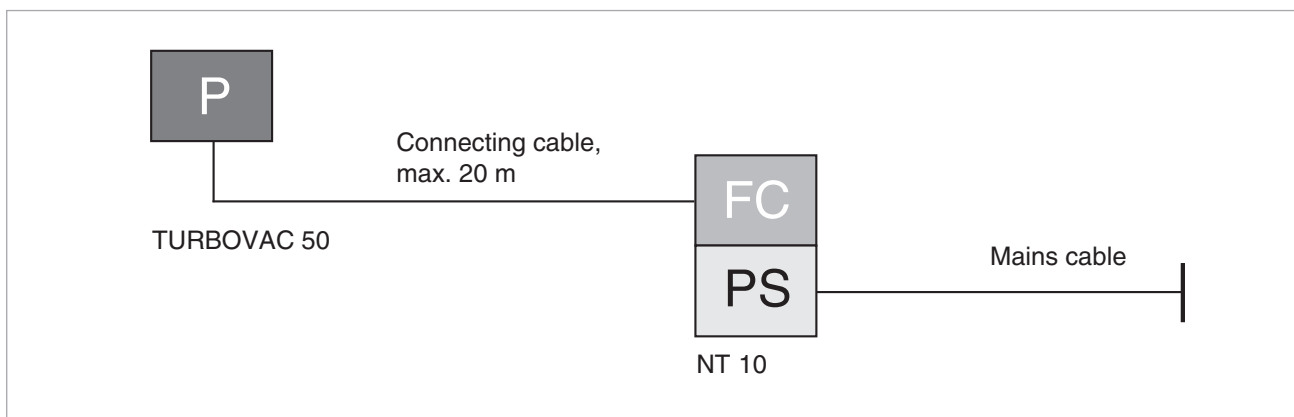 P
Connecting cable,
max. 20 m
FC
TURBOVAC 50
Mains cable
PS
NT 10